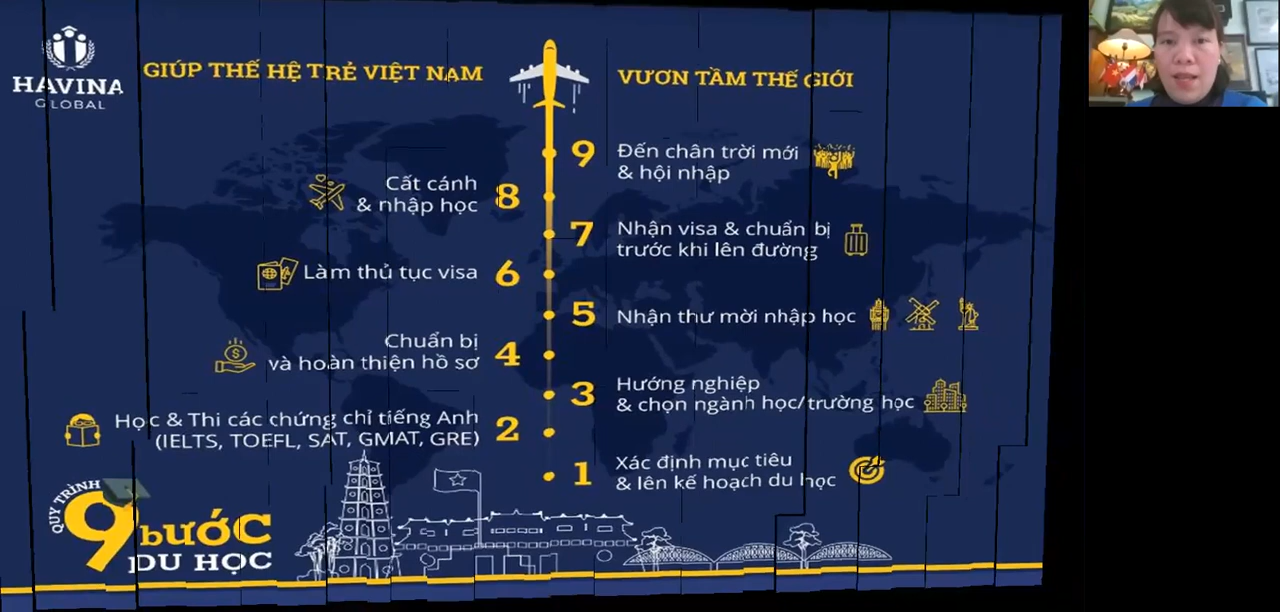 HAVINA
GLOBAL
GIÚP THẾ HỆ TRẺ VIỆT NAM
VƯƠN TẦM THẾ GIỚI
9
Đến chân trời mới
& hội nhập
Cất cánh
& nhập học
8
7
Nhận visa & chuẩn bị
trước khi lên đường
Làm thủ tục visa
6
5
Nhận thư mời nhập học
Chuẩn bị
và hoàn thiện hồ sơ
4
3
Hướng nghiệp
& chọn ngành học/trường học
Học & Thi các chứng chỉ tiếng Anh
(IELTS, TOEFL, SAT, GMAT, GRE)
2
1
Xác định mục tiêu
& lên kế hoạch du học
QUY TRÌNH
9 bước
DU HỌC